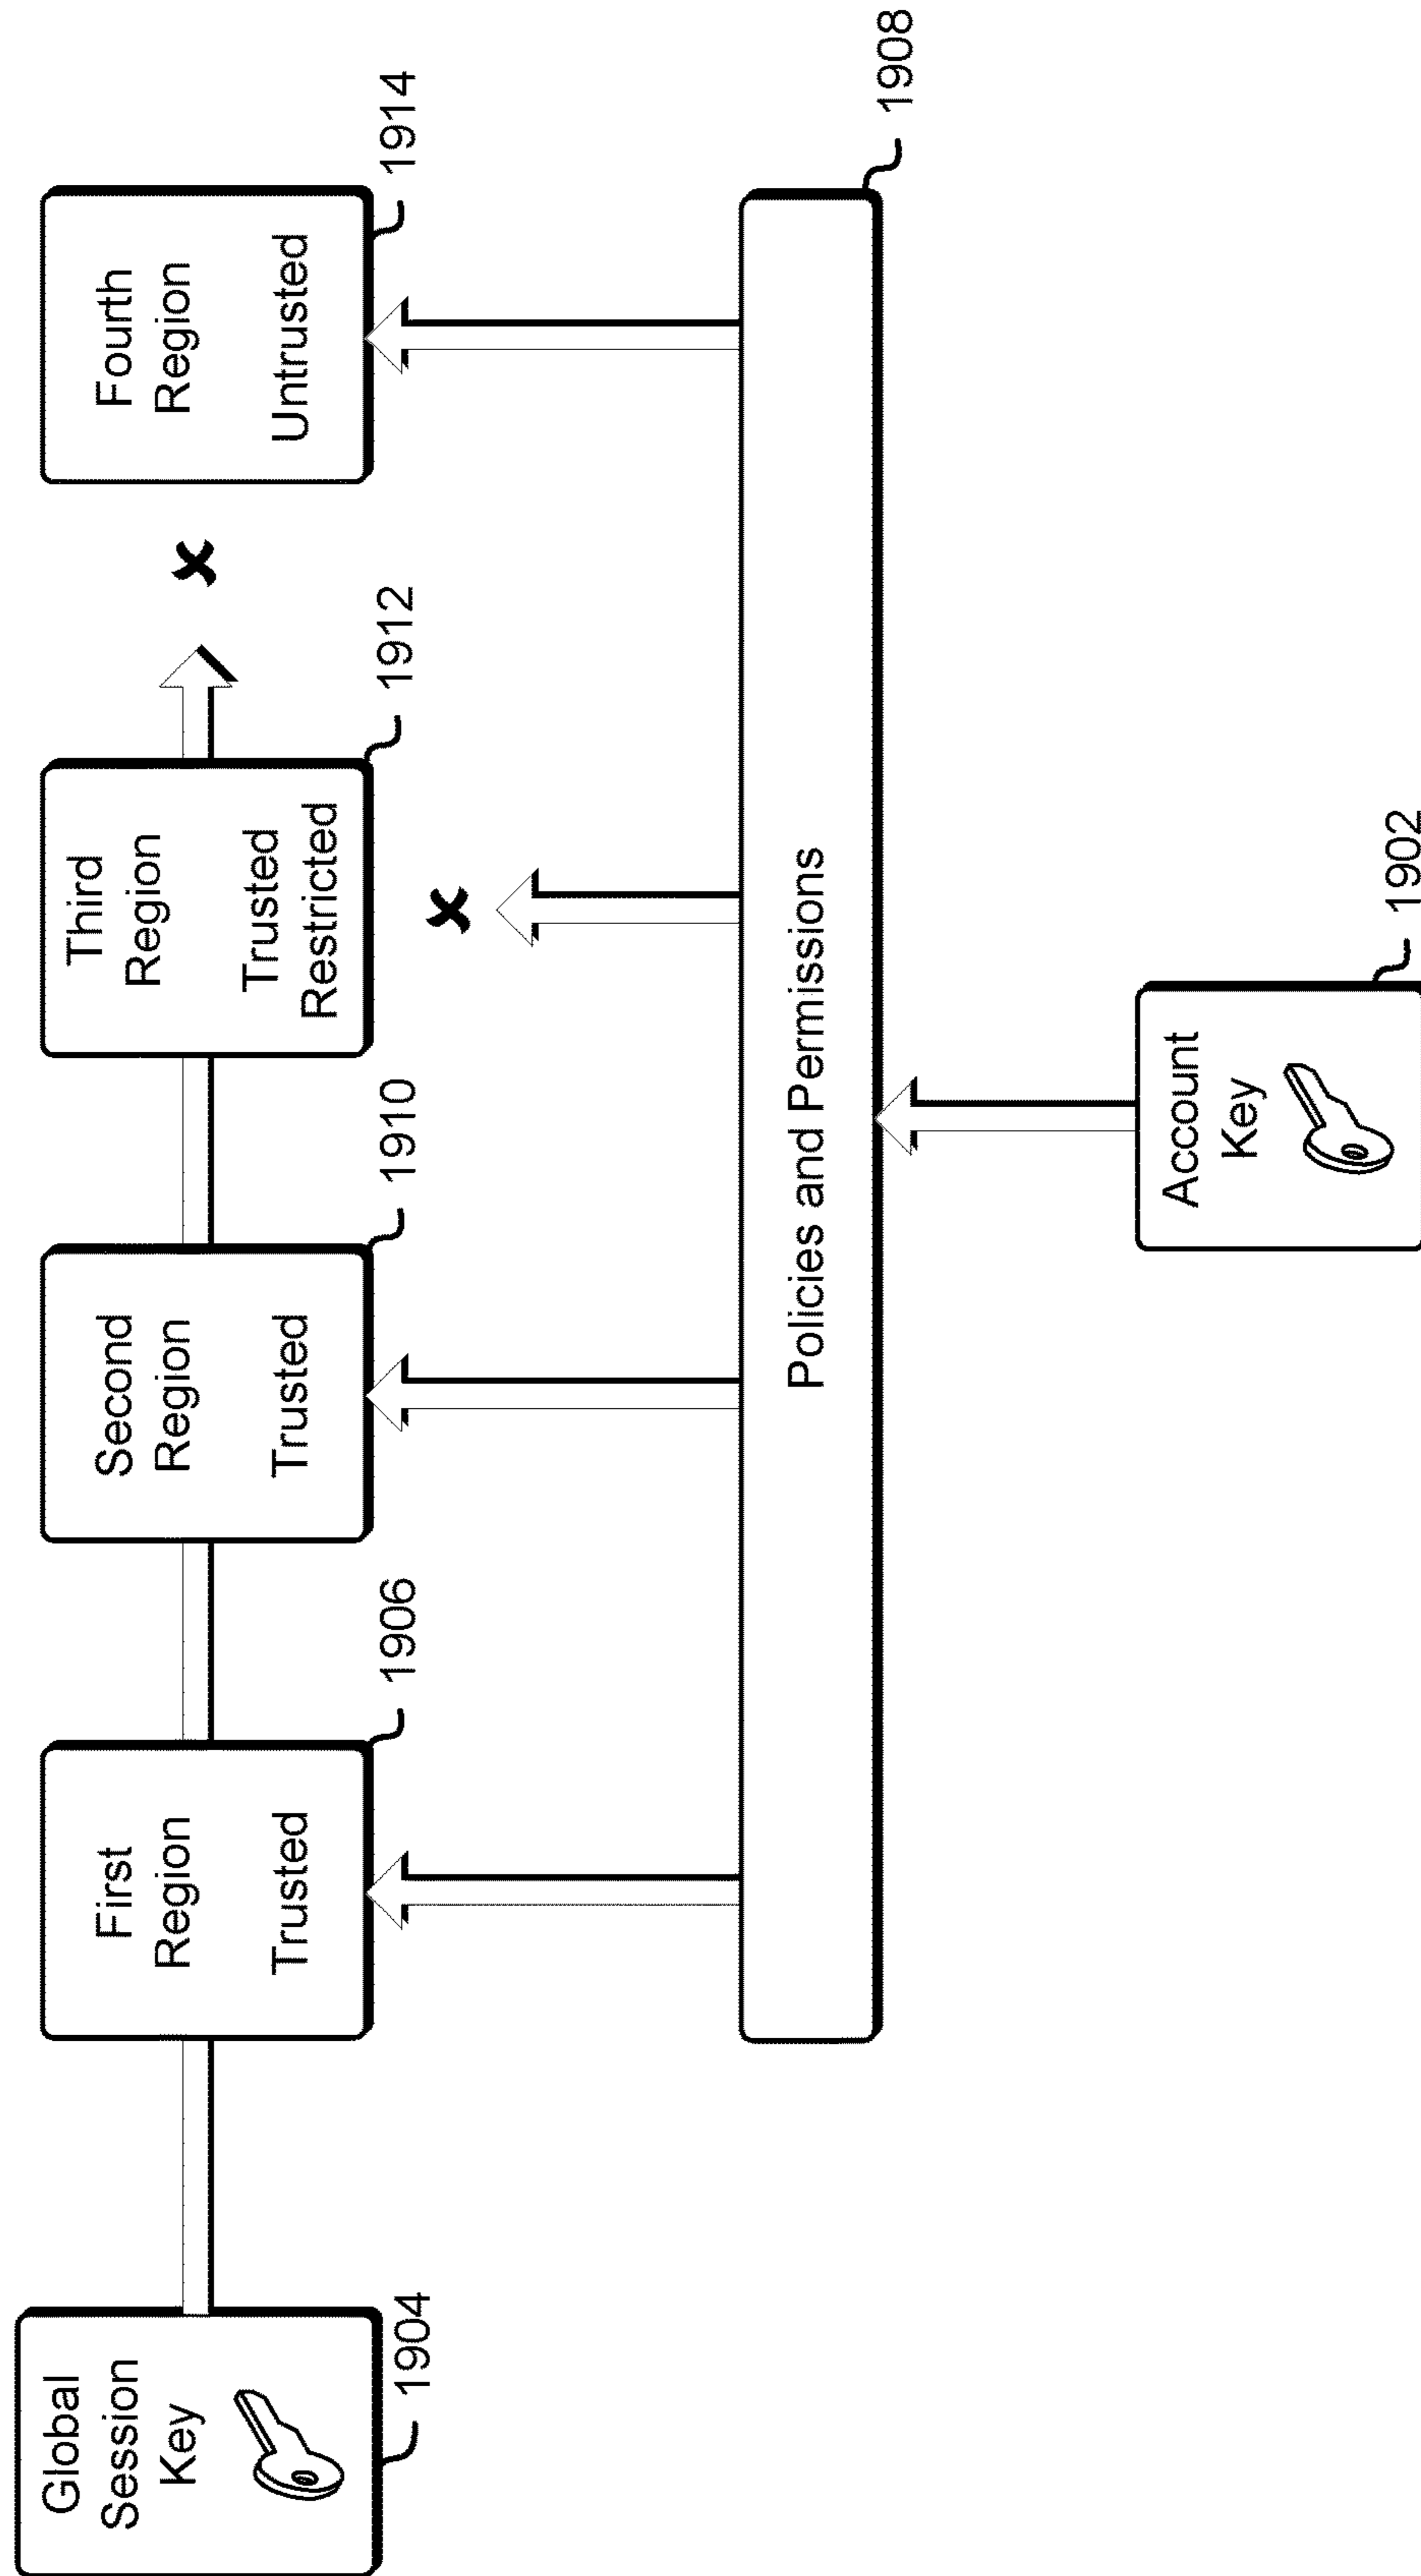 Global
Session
Key
1904
First
Region
Trusted
1906
Second
Region
Trusted
1910
Third
Region
Trusted
Restricted
1912
Fourth
Region
Untrusted
1914
Policies and Permissions
1908
Account
Key
1902